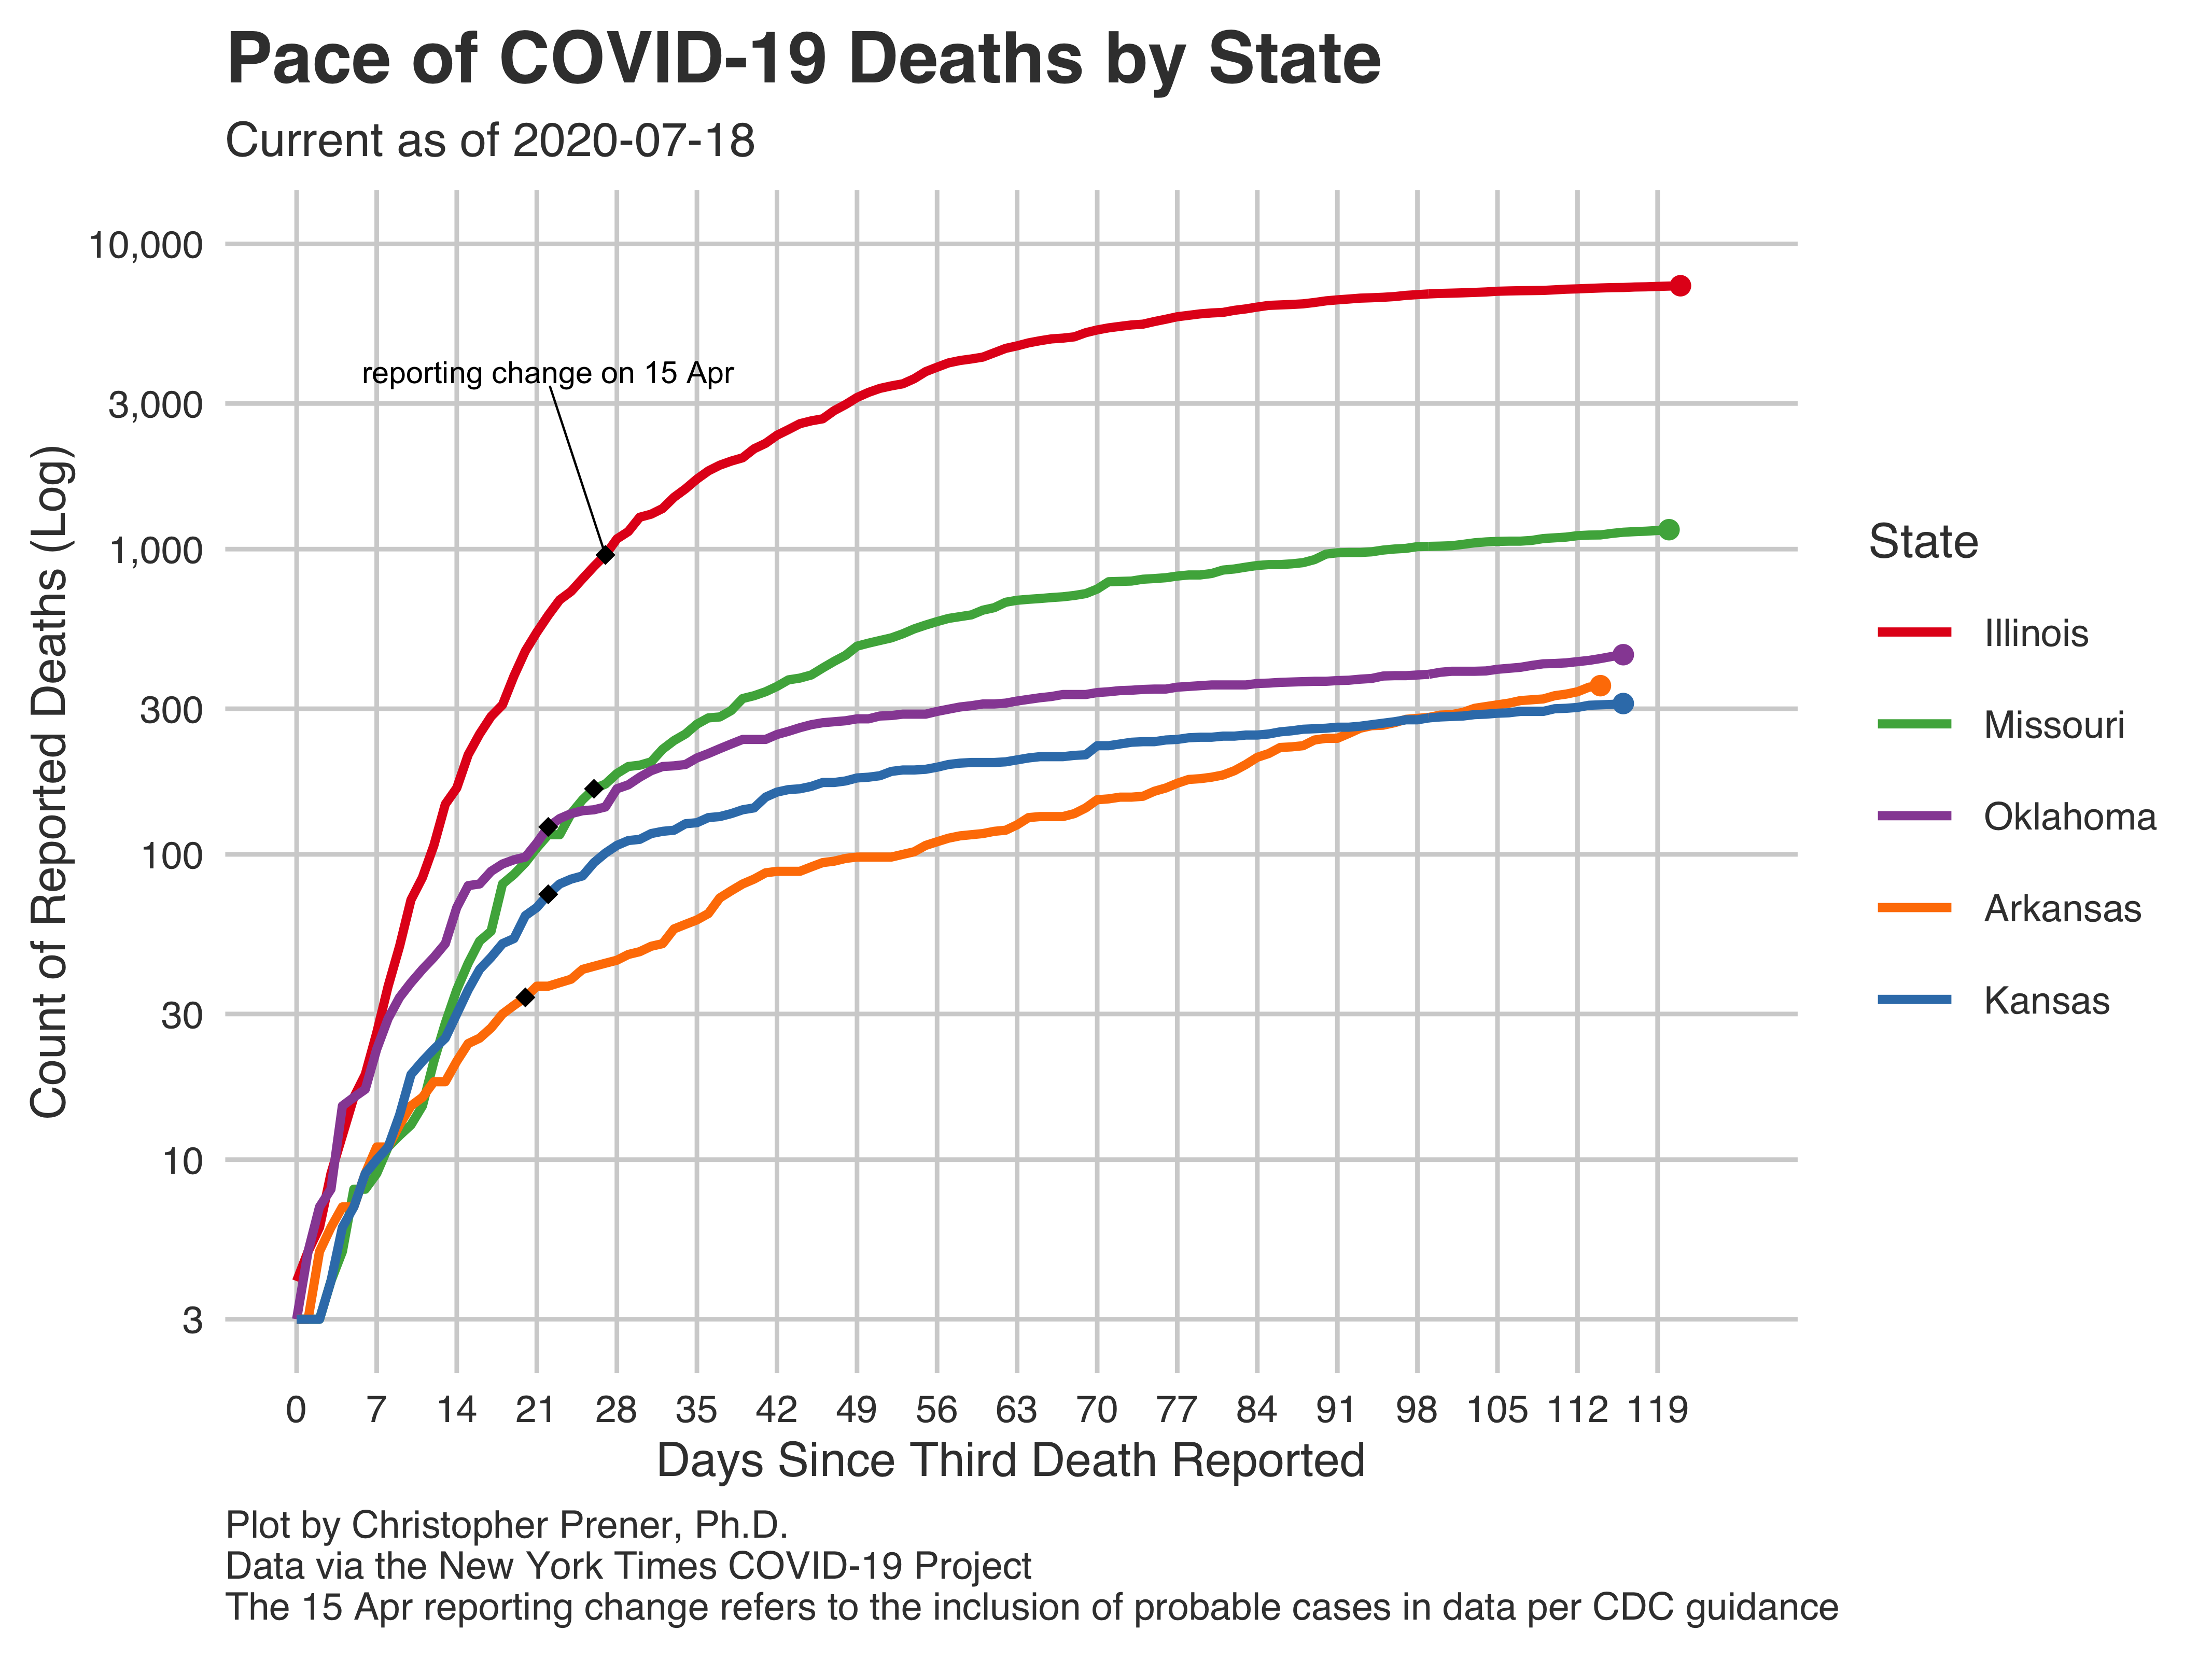 Pace of COVID-19 Deaths by State
Current as of 2020-07-18
Count of Reported Deaths (Log)
10,000
3,000
1,000
300
100
30
10
3
reporting change on 15 Apr
0 7 14 21 28 35 42 49 56 63 70 77 84 91 98 105 112 119
Days Since Third Death Reported
State
Illinois
Missouri
Oklahoma
Arkansas
Kansas
Plot by Christopher Prener, Ph.D.
Data via the New York Times COVID-19 Project
The 15 Apr reporting change refers to the inclusion of probable cases in data per CDC guidance